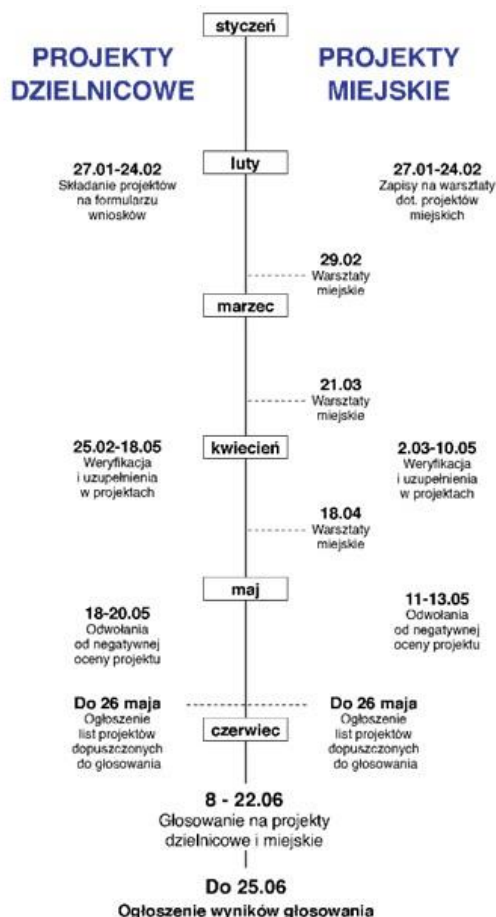 styczeń
PROJEKTY
DZIELNICOWE
PROJEKTY
MIEJSKIE
luty
27.01-24.02
Składanie projektów
na formularzu
wniosków
27.01-24.02
Zapisy na warsztaty
dot. projektów
miejskich
29.02
Warsztaty
miejskie
marzec
21.03
Warsztaty
miejskie
kwiecień
25.02-18.05
Weryfikacja
i uzupełnienia
w projektach
2.03-10.05
Weryfikacja
i uzupełnienia
w projektach
18.04
Warsztaty
miejskie
maj
18-20.05
Odwołania
od negatywnej
oceny projektu
11-13.05
Odwołania
od negatywnej
oceny projektu
Do 26 maja
Ogłoszenie
list projektów
dopuszczonych
do głosowania
Do 26 maja
Ogłoszenie
list projektów
dopuszczonych
do głosowania
czerwiec
8 - 22.06
Głosowanie na projekty
dzielnicowe i miejskie
Do 25.06
Ogłoszenie wyników głosowania